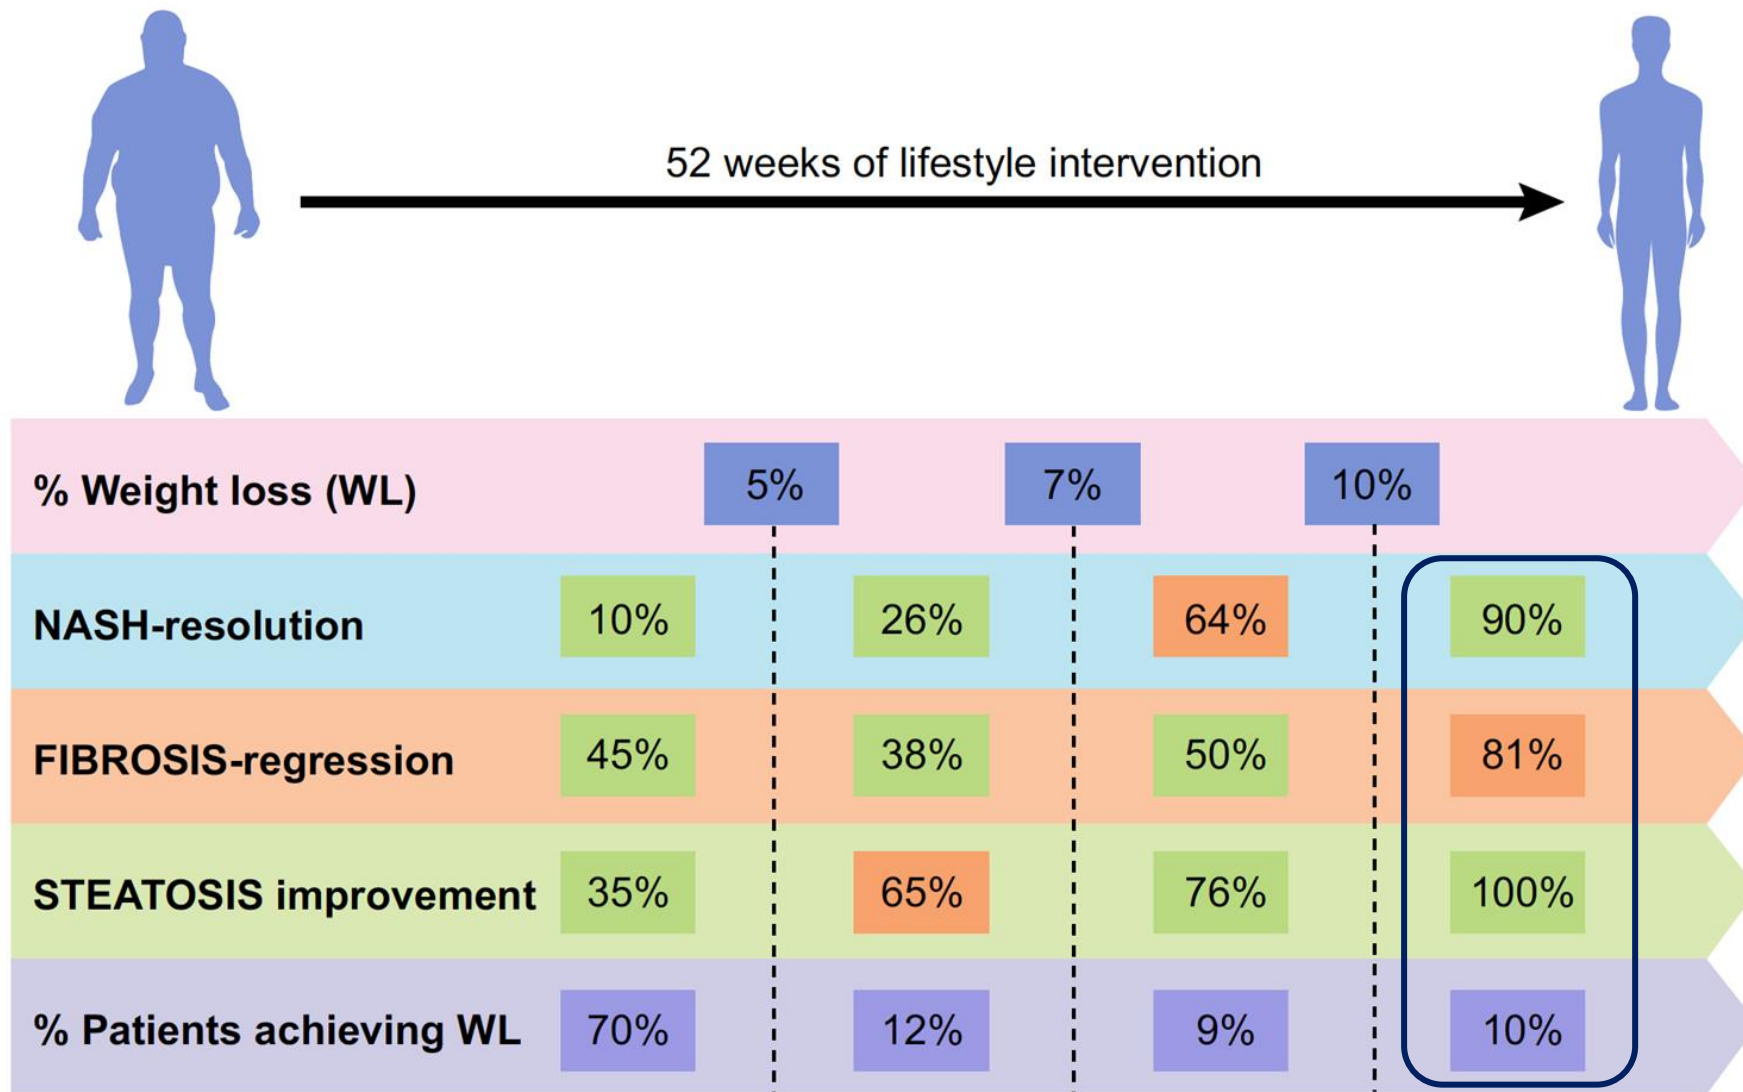 52 weeks of lifestyle intervention
% Weight loss (WL) 5% 7% 10%
NASH-resolution 10% 26% 64% 90%
FIBROSIS-regression 45% 38% 50% 81%
STEATOSIS improvement 35% 65% 76% 100%
% Patients achieving WL 70% 12% 9% 10%